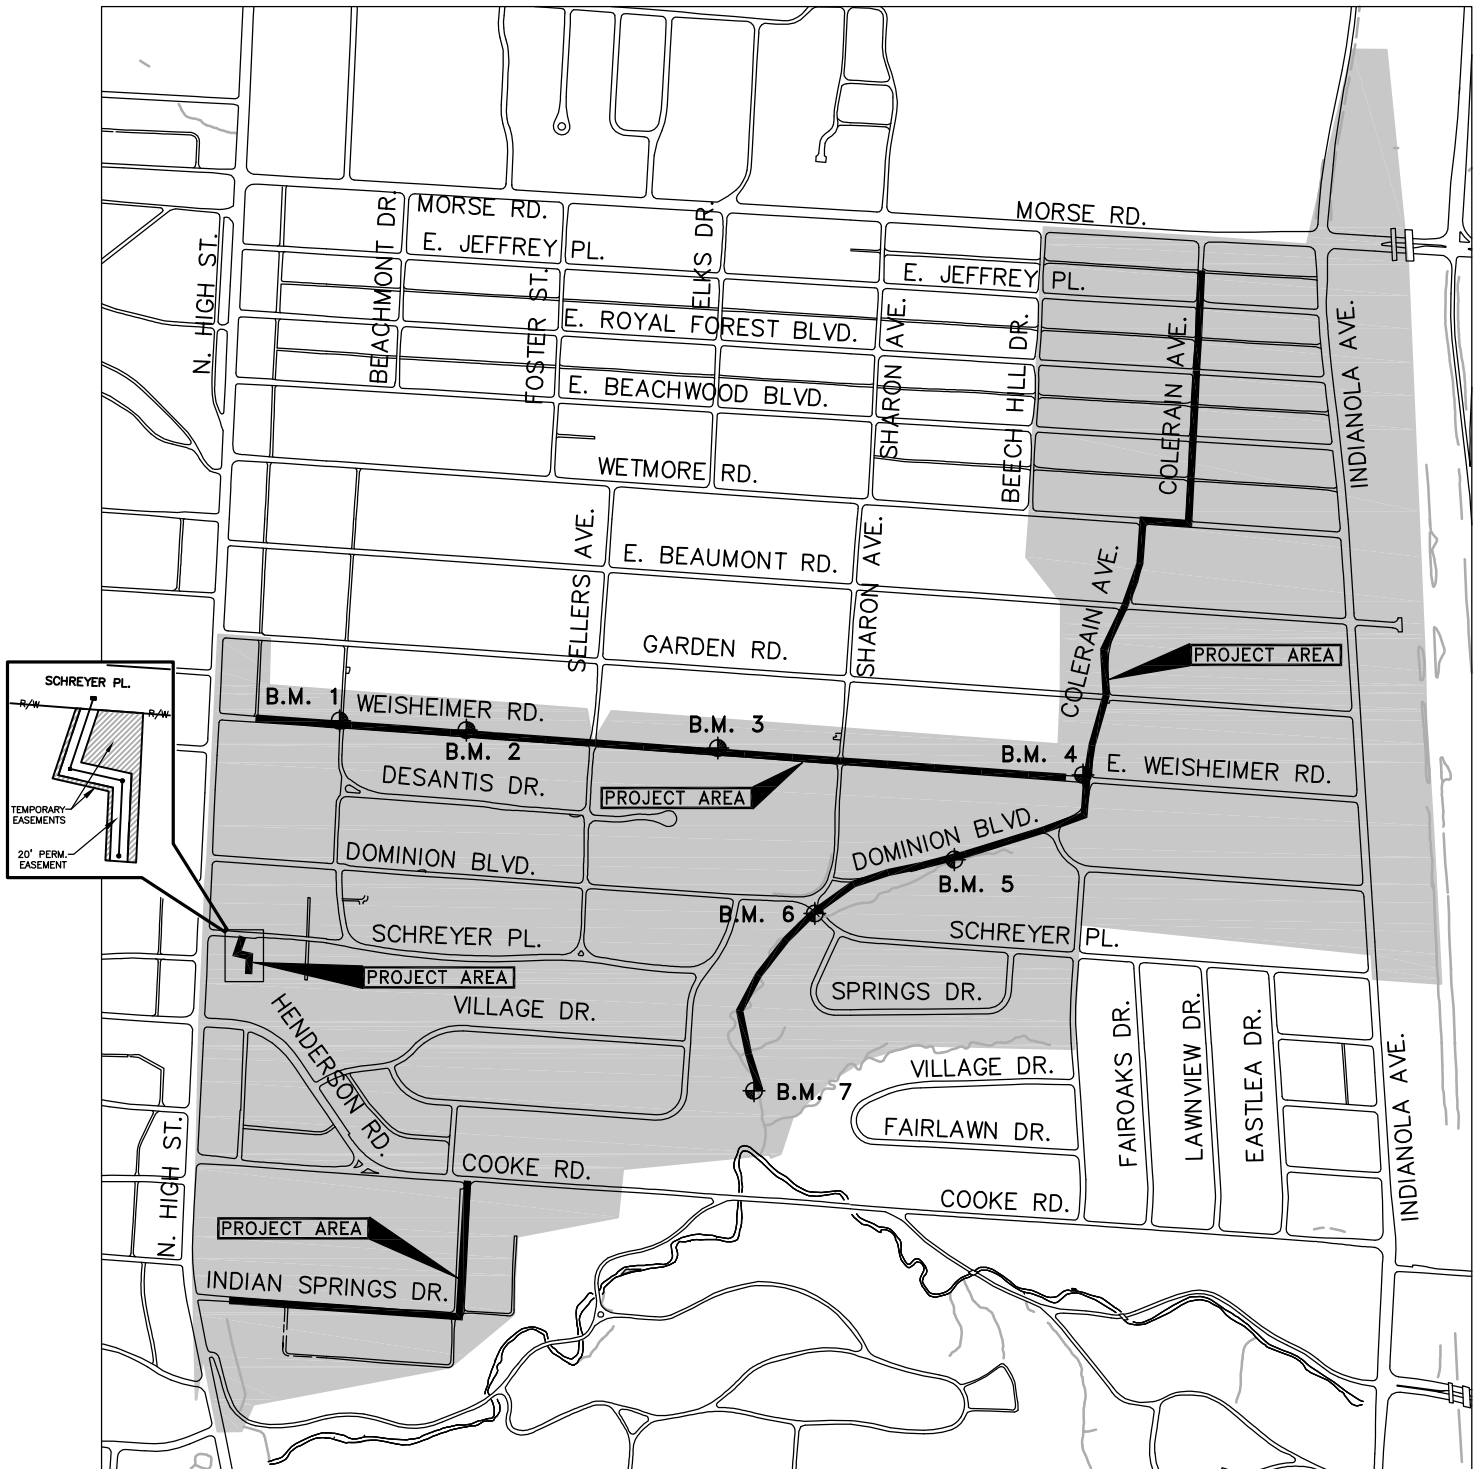 MORSE RD.
MORSE RD.
E. JEFFREY PL.
E. JEFFREY PL.
N. HIGH ST.
BEACHMONT DR.
FOSTER ST.
ELKS DR.
SHARON AVE.
BEECH HILL DR.
COLERAIN AVE.
INDIANOLA AVE.
E. ROYAL FOREST BLVD.
E. BEACHWOOD BLVD.
WETMORE RD.
SELLERS AVE.
E. BEAUMONT RD.
SHARON AVE.
COLERAIN AVE.
GARDEN RD.
PROJECT AREA
SCHREYER PL.
R/W
R/W
TEMPORARY
EASEMENTS
20' PERM.
EASEMENT
B.M. 1
WEISHEIMER RD.
B.M. 2
B.M. 3
B.M. 4
E. WEISHEIMER RD.
DESANTIS DR.
PROJECT AREA
DOMINION BLVD.
DOMINION BLVD.
B.M. 5
B.M. 6
SCHREYER PL.
SCHREYER PL.
PROJECT AREA
SPRINGS DR.
VILLAGE DR.
HENDERSON RD.
VILLAGE DR.
B.M. 7
FAIRLAWN DR.
FAIROAKS DR.
LAWNVIEW DR.
EASTLEA DR.
INDIANOLA AVE.
N. HIGH ST.
COOKE RD.
COOKE RD.
PROJECT AREA
INDIAN SPRINGS DR.